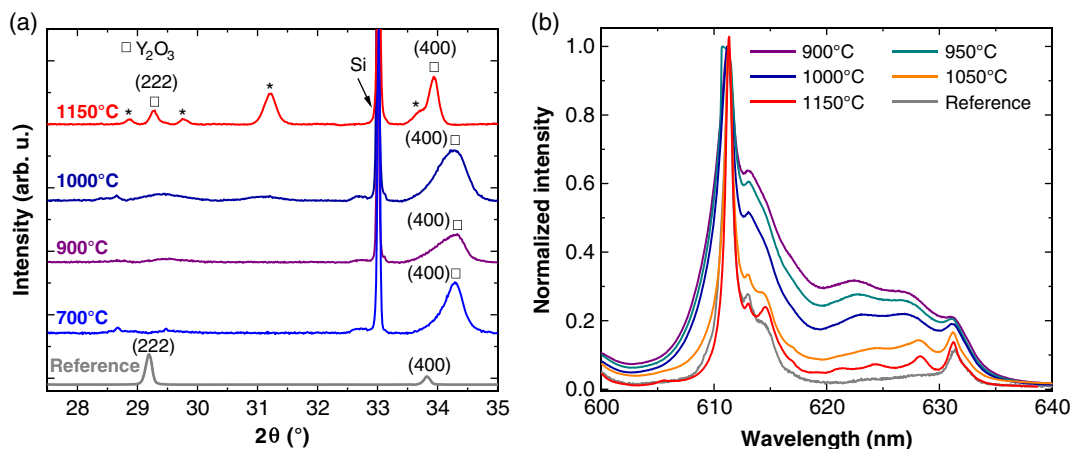 (a)
□ Y₂O₃
(400)
□
Si
*
(222)
□
*
*
*
1150°C
(400) □
1000°C
(400) □
900°C
(400) □
700°C
(222)
Reference
(400)
Intensity (arb. u.)
28 29 30 31 32 33 34 35
2θ (°)
(b)
900°C 950°C
1000°C 1050°C
1150°C Reference
1.0
0.8
0.6
0.4
0.2
0.0
Normalized intensity
600 610 620 630 640
Wavelength (nm)